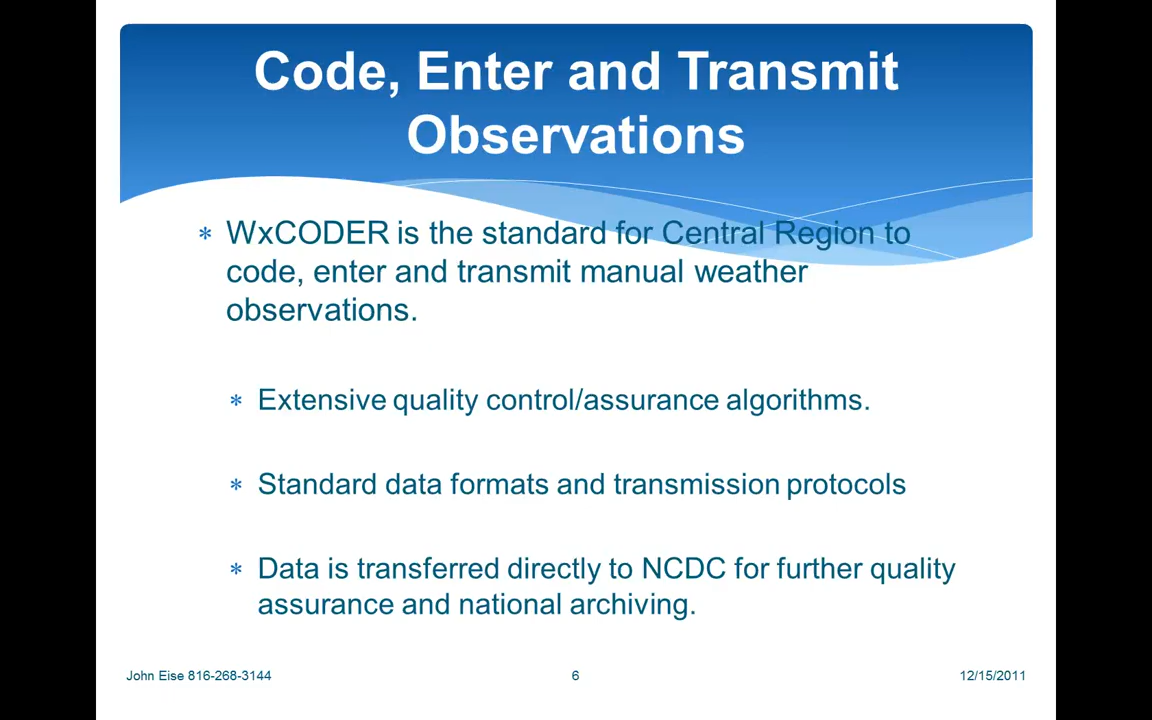 Code, Enter and Transmit
Observations
* WxCODER is the standard for Central Region to
code, enter and transmit manual weather
observations.
* Extensive quality control/assurance algorithms.
* Standard data formats and transmission protocols
* Data is transferred directly to NCDC for further quality
assurance and national archiving.
John Eise 816-268-3144 6 12/15/2011